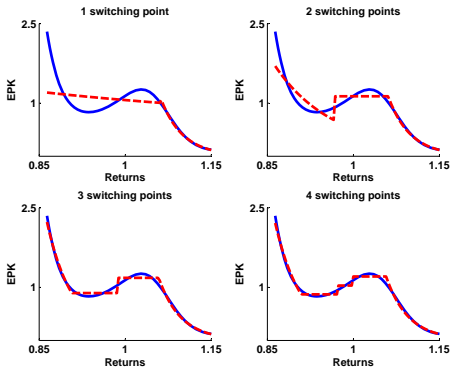 1 switching point
2.5
EPK
1
0.85
1
1.15
Returns
2 switching points
2.5
EPK
1
0.85
1
1.15
Returns
3 switching points
2.5
EPK
1
0.85
1
1.15
Returns
4 switching points
2.5
EPK
1
0.85
1
1.15
Returns